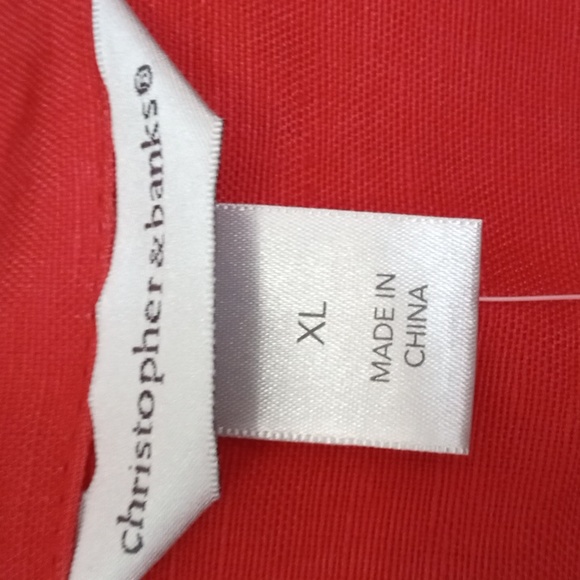 christopher & banks®
XL
MADE IN
CHINA